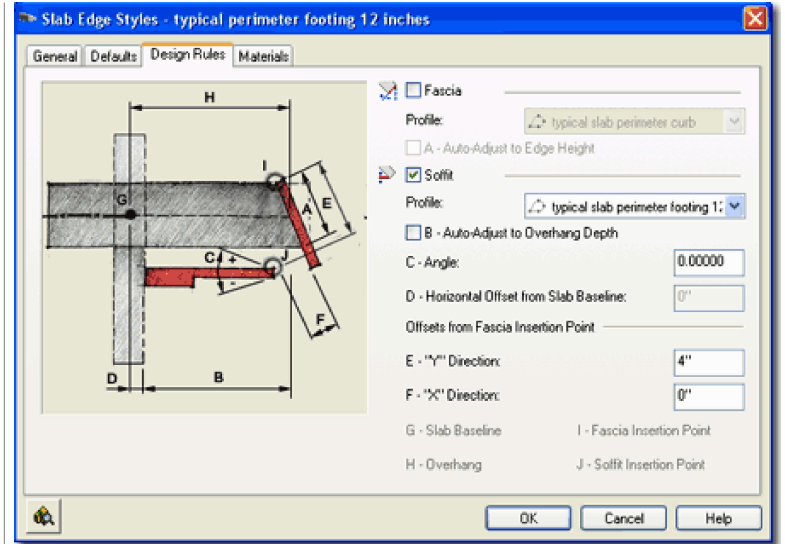 Slab Edge Styles - typical perimeter footing 12 inches
General Defaults Design Rules Materials
H
I
G
A
E
C
+
-
J
F
D
B
Fascia
Profile: typical slab perimeter curb
A - Auto-Adjust to Edge Height
Soffit
Profile: typical slab perimeter footing 1
B - Auto-Adjust to Overhang Depth
C - Angle: 0.00000
D - Horizontal Offset from Slab Baseline: 0"
Offsets from Fascia Insertion Point
E - "Y" Direction: 4"
F - "X" Direction: 0"
G - Slab Baseline I - Fascia Insertion Point
H - Overhang J - Soffit Insertion Point
OK Cancel Help